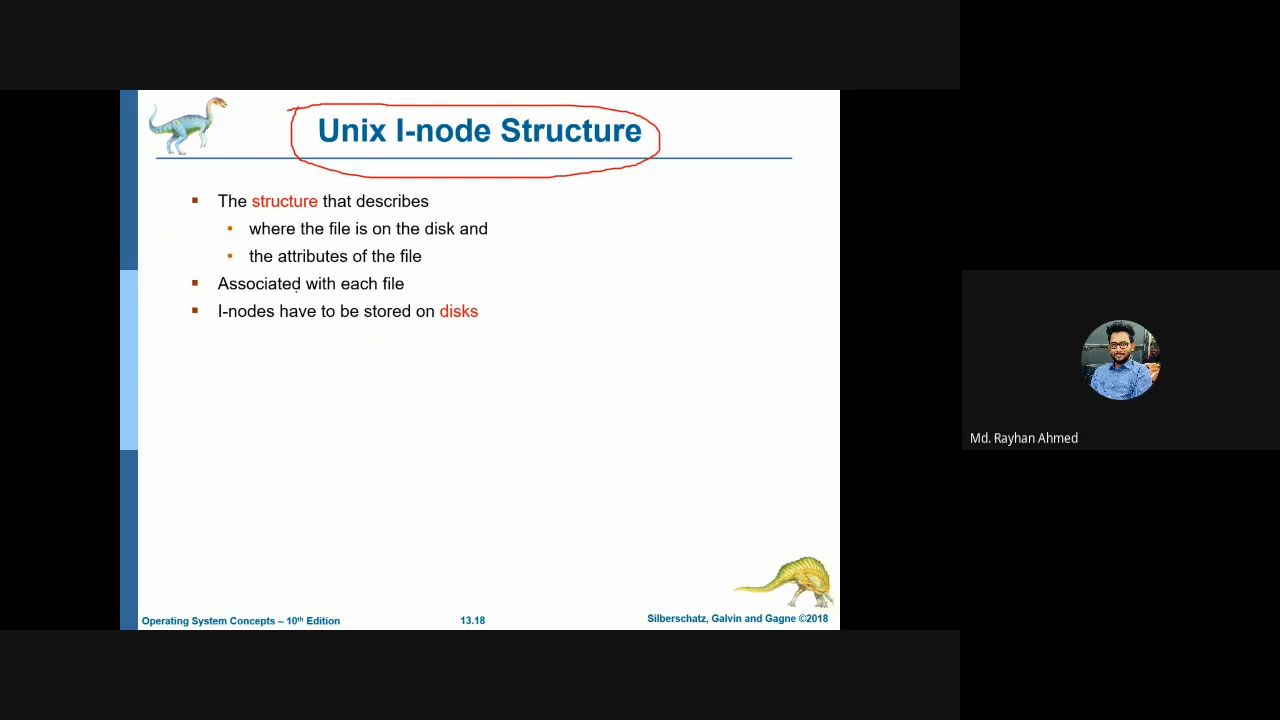 Unix I-node Structure
▪ The structure that describes
• where the file is on the disk and
• the attributes of the file
▪ Associated with each file
▪ I-nodes have to be stored on disks
Operating System Concepts – 10th Edition
13.18
Silberschatz, Galvin and Gagne ©2018
Md. Rayhan Ahmed